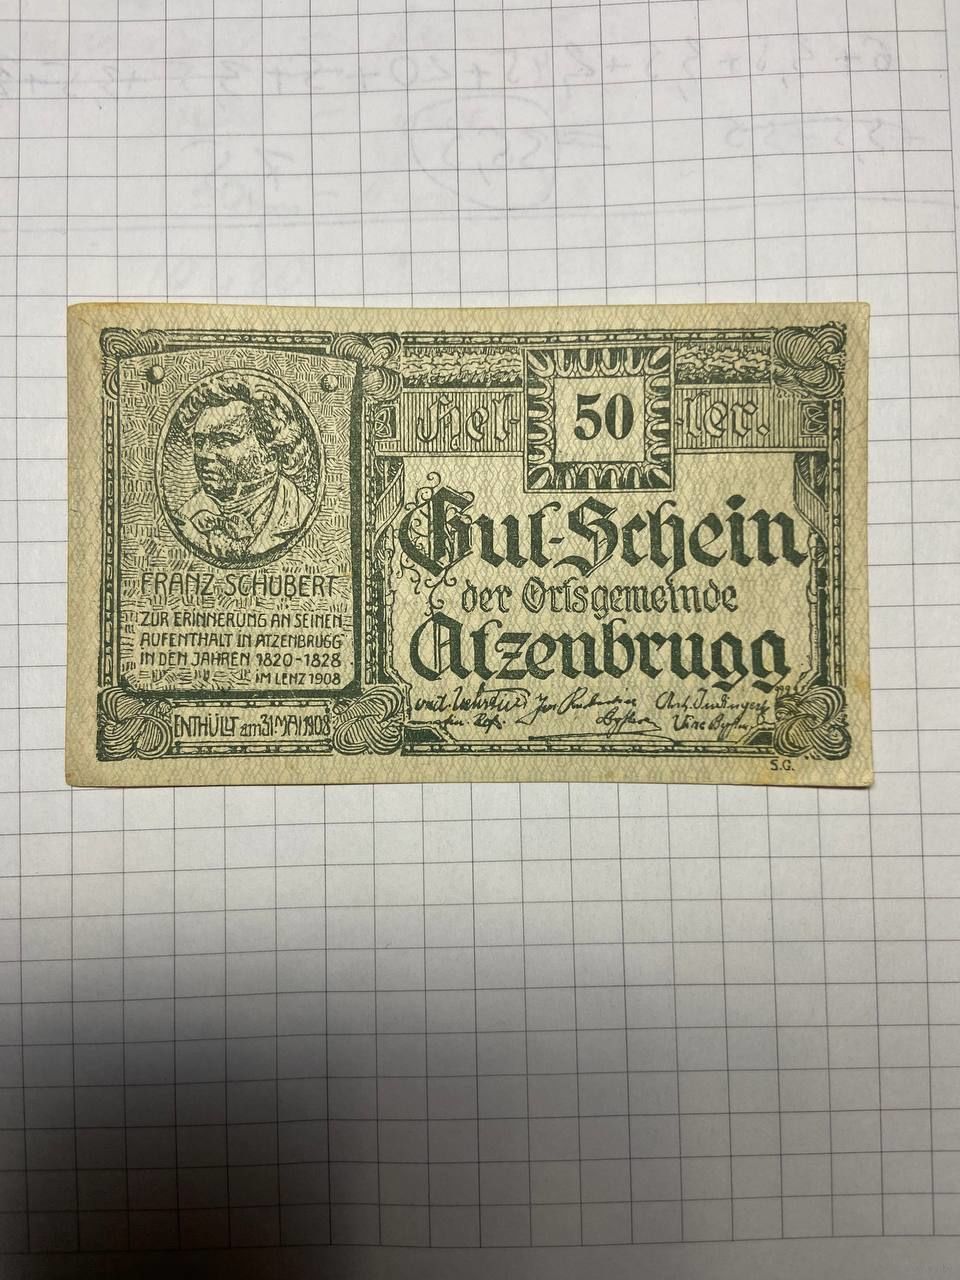 FRANZ SCHUBERT
ZUR ERINNERUNG AN SEINEN
AUFENTHALT IN ATZENBRUGG
IN DEN JAHREN 1820-1828
IM LENZ 1908
ENTHÜLLT am 31. MAI 1908
Hel- 50 -ler.
Gut-Schein
der Ortsgemeinde
Atzenbrugg
S.G.